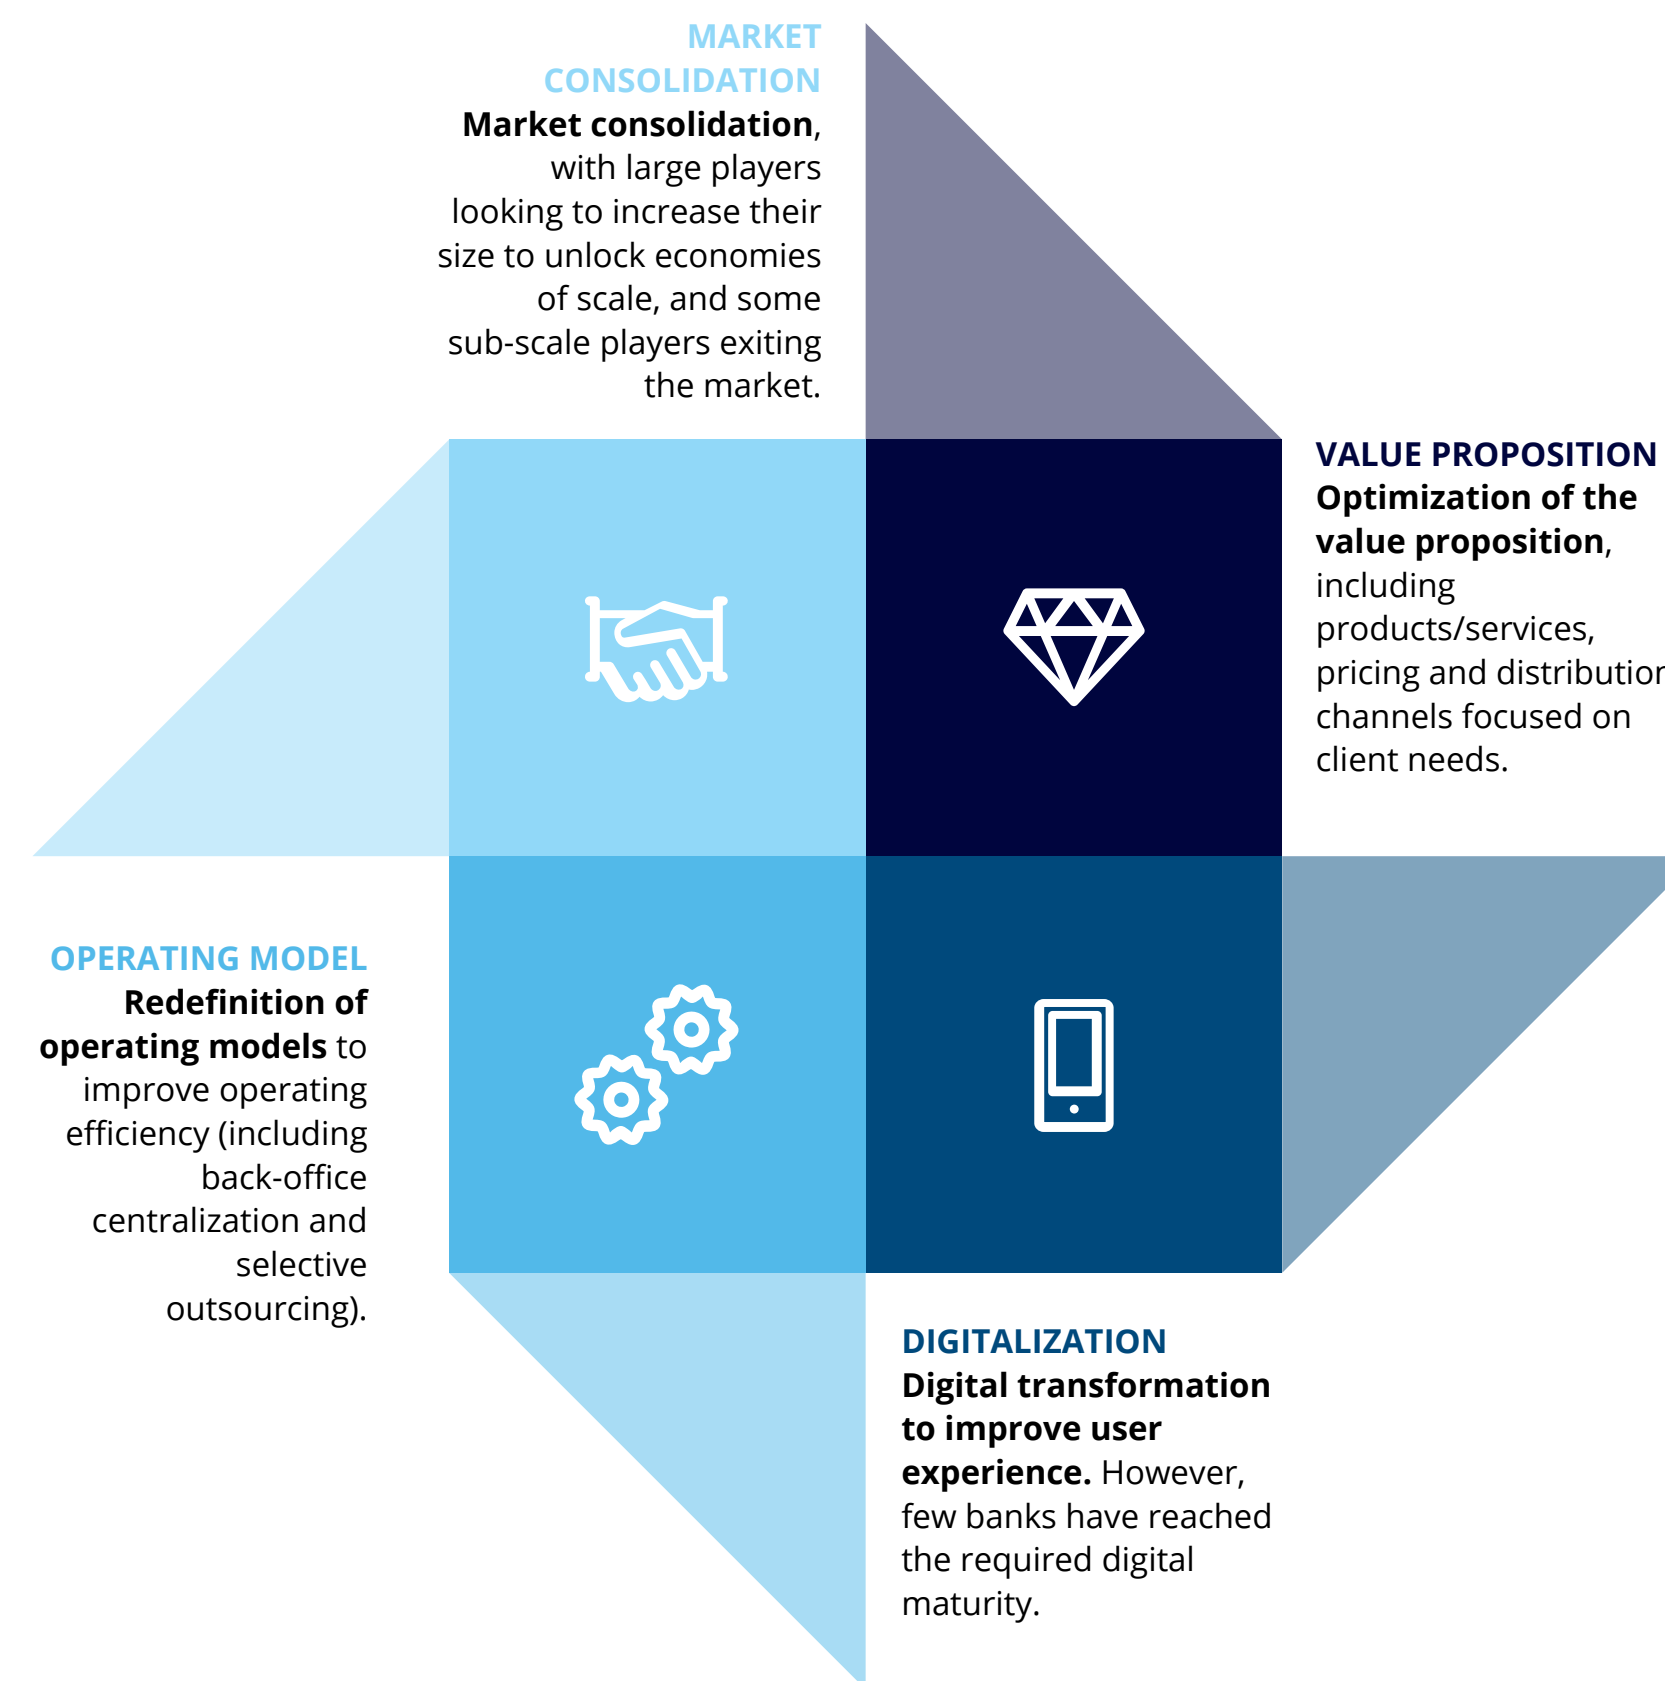 MARKET
CONSOLIDATION
Market consolidation,
with large players
looking to increase their
size to unlock economies
of scale, and some
sub-scale players exiting
the market.
VALUE PROPOSITION
Optimization of the
value proposition,
including
products/services,
pricing and distribution
channels focused on
client needs.
OPERATING MODEL
Redefinition of
operating models to
improve operating
efficiency (including
back-office
centralization and
selective
outsourcing).
DIGITALIZATION
Digital transformation
to improve user
experience. However,
few banks have reached
the required digital
maturity.